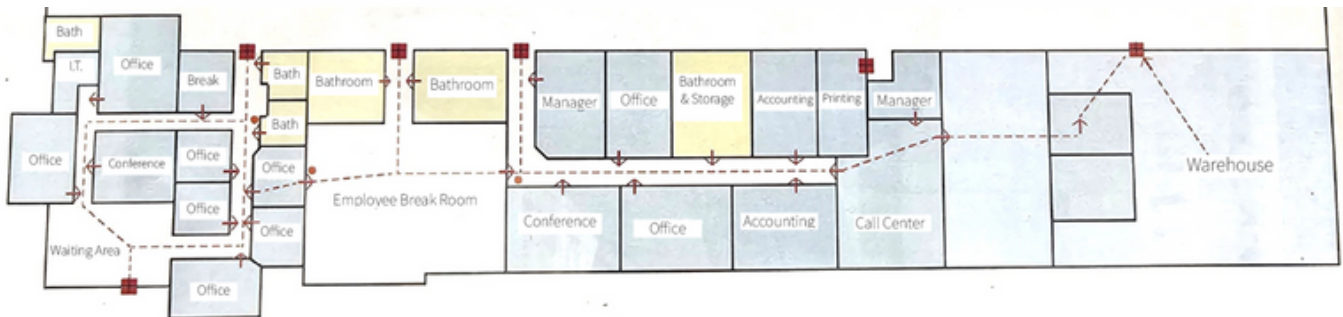 Bath
I.T.
Office
Break
Bath
Bathroom
Bathroom
Manager
Office
Bathroom
& Storage
Accounting
Printing
Manager
Bath
Office
Conference
Office
Office
Office
Office
Employee Break Room
Conference
Office
Accounting
Call Center
Warehouse
Waiting Area
Office